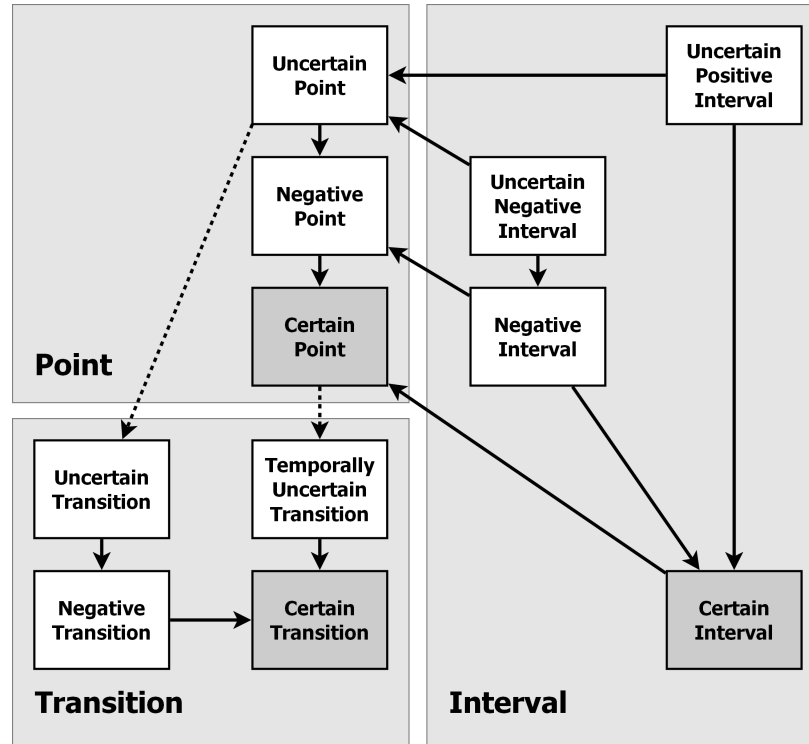 Uncertain
Point
Negative
Point
Certain
Point
Point
Uncertain
Positive
Interval
Uncertain
Negative
Interval
Negative
Interval
Certain
Interval
Interval
Uncertain
Transition
Temporally
Uncertain
Transition
Negative
Transition
Certain
Transition
Transition